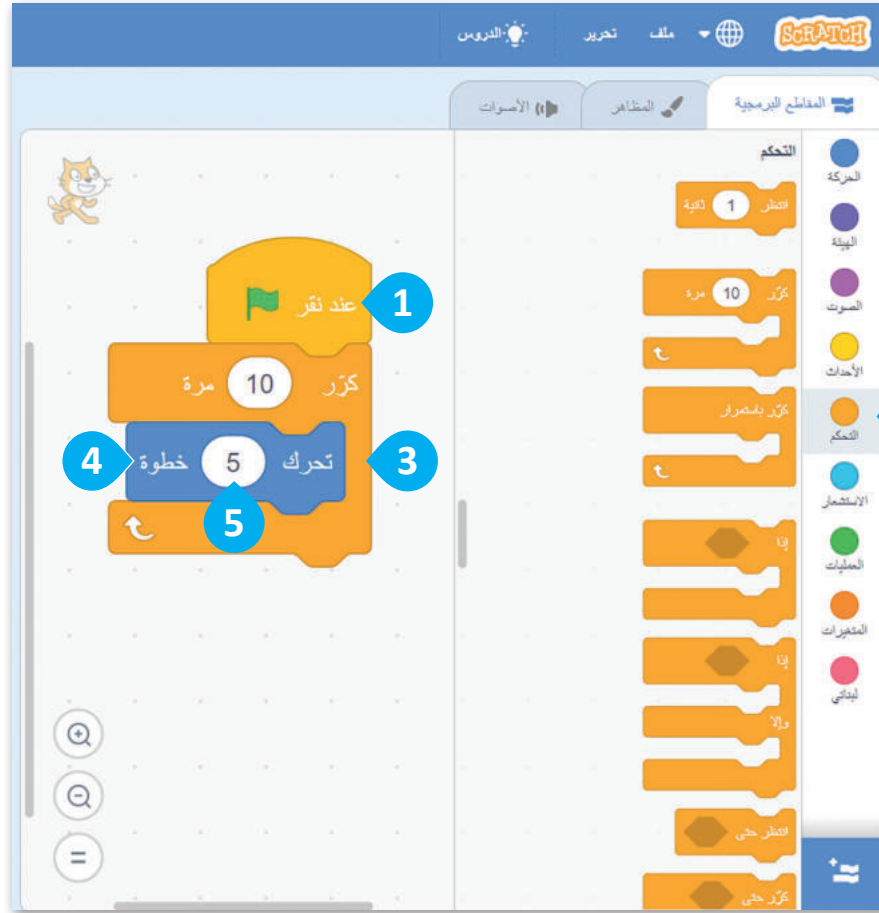 SCRATCH
ملف
تحرير
الدروس
المقاطع البرمجية
المظاهر
الأصوات
الحركة
الهيئة
الصوت
الأحداث
التحكم
الاستشعار
العمليات
المتغيرات
لبناتي
التحكم
انتظر 1 ثانية
كرّر 10 مرة
كرّر باستمرار
إذا
إذا
وإلا
انتظر حتى
كرّر حتى
عند نقر
1
كرّر 10 مرة
تحرك 5 خطوة
3
4
5